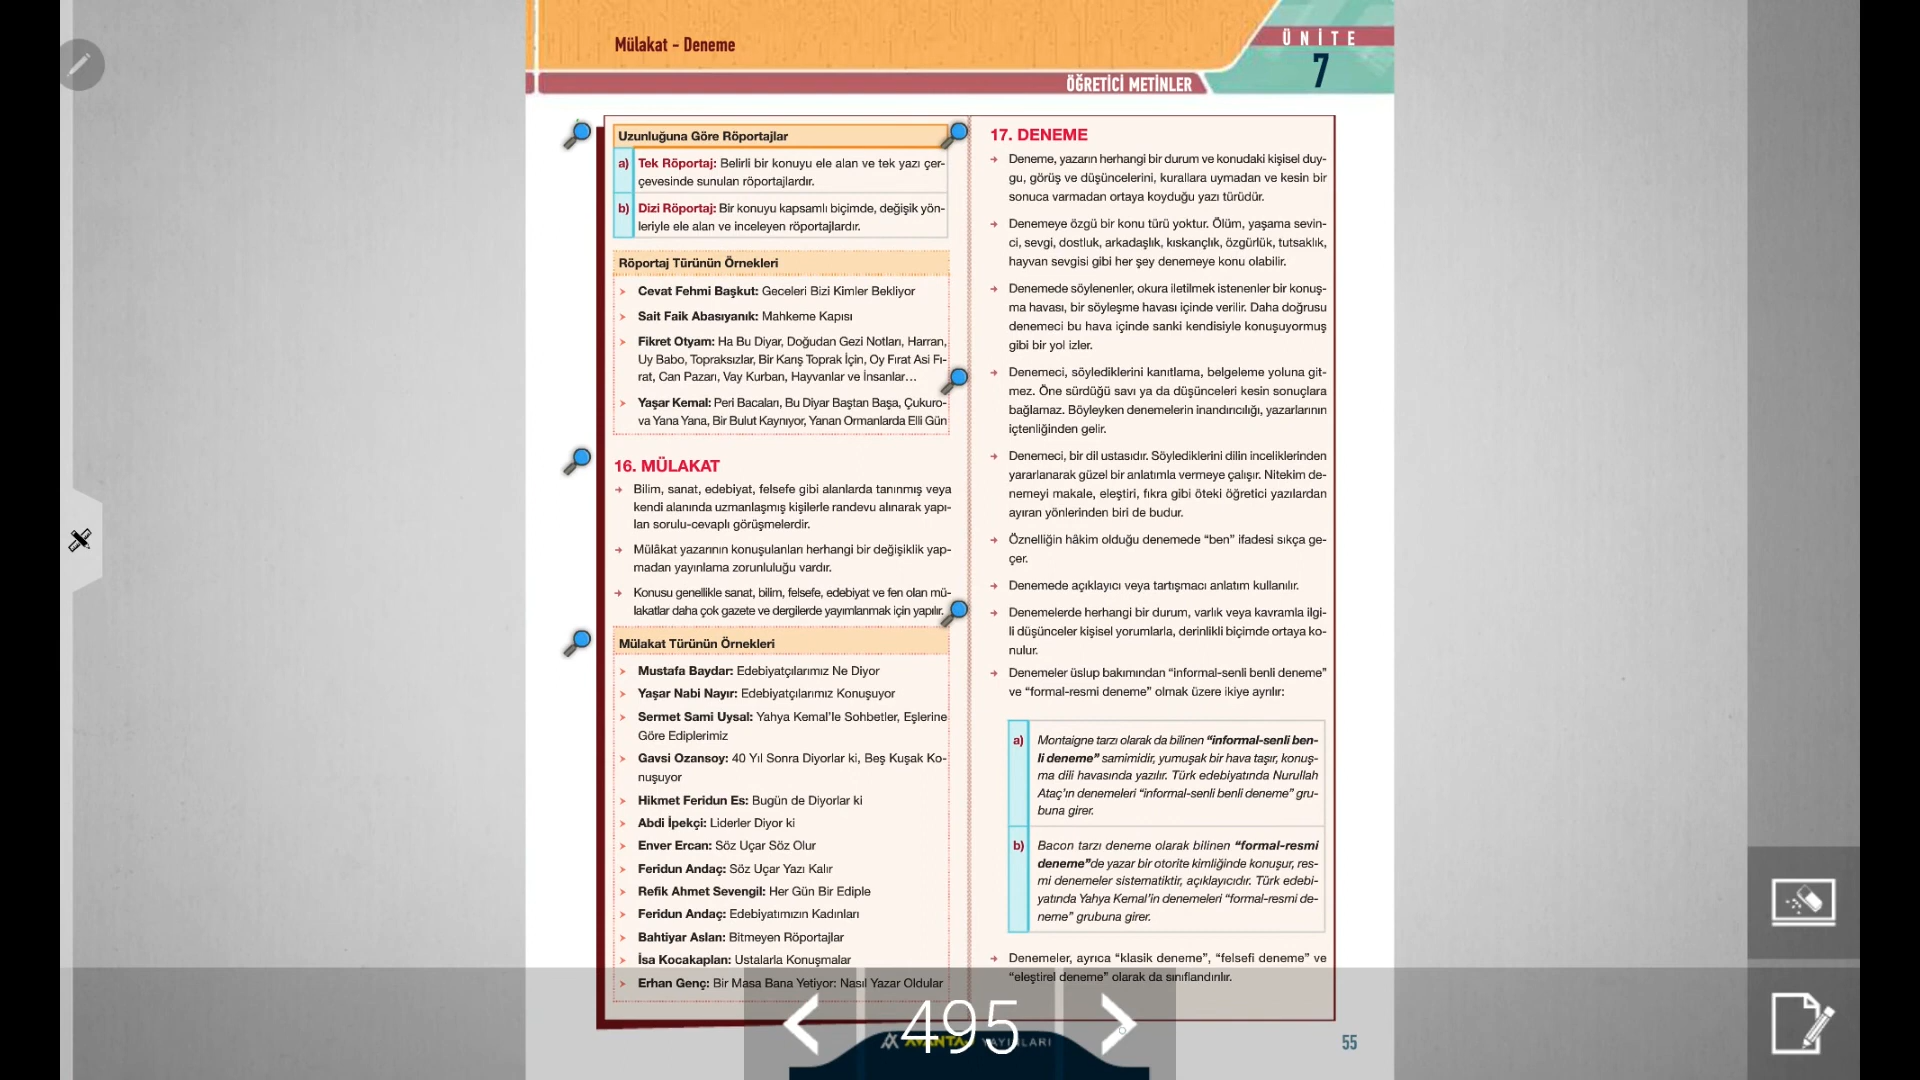 Mülakat - Deneme
ÜNİTE
7
ÖĞRETİCİ METİNLER
Uzunluğuna Göre Röportajlar
a) Tek Röportaj: Belirli bir konuyu ele alan ve tek yazı çer-
çevesinde sunulan röportajlardır.
b) Dizi Röportaj: Bir konuyu kapsamlı biçimde, değişik yön-
leriyle ele alan ve inceleyen röportajlardır.
Röportaj Türünün Örnekleri
Cevat Fehmi Başkut: Geceleri Bizi Kimler Bekliyor
Sait Faik Abasıyanık: Mahkeme Kapısı
Fikret Otyam: Ha Bu Diyar, Doğudan Gezi Notları, Harran,
Uy Babo, Topraksızlar, Bir Karış Toprak İçin, Oy Fırat Asi Fı-
rat, Can Pazarı, Vay Kurban, Hayvanlar ve İnsanlar…
Yaşar Kemal: Peri Bacaları, Bu Diyar Baştan Başa, Çukuro-
va Yana Yana, Bir Bulut Kaynıyor, Yanan Ormanlarda Elli Gün
16. MÜLAKAT
Bilim, sanat, edebiyat, felsefe gibi alanlarda tanınmış veya
kendi alanında uzmanlaşmış kişilerle randevu alınarak yapı-
lan sorulu-cevaplı görüşmelerdir.
Mülâkat yazarının konuşulanları herhangi bir değişiklik yap-
madan yayınlama zorunluluğu vardır.
Konusu genellikle sanat, bilim, felsefe, edebiyat ve fen olan mü-
lakatlar daha çok gazete ve dergilerde yayımlanmak için yapılır.
Mülakat Türünün Örnekleri
Mustafa Baydar: Edebiyatçılarımız Ne Diyor
Yaşar Nabi Nayır: Edebiyatçılarımız Konuşuyor
Sermet Sami Uysal: Yahya Kemal'le Sohbetler, Eşlerine
Göre Ediplerimiz
Gavsi Ozansoy: 40 Yıl Sonra Diyorlar ki, Beş Kuşak Ko-
nuşuyor
Hikmet Feridun Es: Bugün de Diyorlar ki
Abdi İpekçi: Liderler Diyor ki
Enver Ercan: Söz Uçar Söz Olur
Feridun Andaç: Söz Uçar Yazı Kalır
Refik Ahmet Sevengil: Her Gün Bir Ediple
Feridun Andaç: Edebiyatımızın Kadınları
Bahtiyar Aslan: Bitmeyen Röportajlar
İsa Kocakaplan: Ustalarla Konuşmalar
Erhan Genç: Bir Masa Bana Yetiyor: Nasıl Yazar Oldular
17. DENEME
Deneme, yazarın herhangi bir durum ve konudaki kişisel duy-
gu, görüş ve düşüncelerini, kurallara uymadan ve kesin bir
sonuca varmadan ortaya koyduğu yazı türüdür.
Denemeye özgü bir konu türü yoktur. Ölüm, yaşama sevin-
ci, sevgi, dostluk, arkadaşlık, kıskançlık, özgürlük, tutsaklık,
hayvan sevgisi gibi her şey denemeye konu olabilir.
Denemede söylenenler, okura iletilmek istenenler bir konuş-
ma havası, bir söyleşme havası içinde verilir. Daha doğrusu
denemeci bu hava içinde sanki kendisiyle konuşuyormuş
gibi bir yol izler.
Denemeci, söylediklerini kanıtlama, belgeleme yoluna git-
mez. Öne sürdüğü savı ya da düşünceleri kesin sonuçlara
bağlamaz. Böyleyken denemelerin inandırıcılığı, yazarlarının
içtenliğinden gelir.
Denemeci, bir dil ustasıdır. Söylediklerini dilin inceliklerinden
yararlanarak güzel bir anlatımla vermeye çalışır. Nitekim de-
nemeyi makale, eleştiri, fıkra gibi öteki öğretici yazılardan
ayıran yönlerinden biri de budur.
Öznelliğin hâkim olduğu denemede “ben” ifadesi sıkça ge-
çer.
Denemede açıklayıcı veya tartışmacı anlatım kullanılır.
Denemelerde herhangi bir durum, varlık veya kavramla ilgi-
li düşünceler kişisel yorumlarla, derinlikli biçimde ortaya ko-
nulur.
Denemeler üslup bakımından “informal-senli benli deneme”
ve “formal-resmi deneme” olmak üzere ikiye ayrılır:
a) Montaigne tarzı olarak da bilinen “informal-senli ben-
li deneme” samimidir, yumuşak bir hava taşır, konuş-
ma dili havasında yazılır. Türk edebiyatında Nurullah
Ataç'ın denemeleri “informal-senli benli deneme” gru-
buna girer.
b) Bacon tarzı deneme olarak bilinen “formal-resmi
deneme”de yazar bir otorite kimliğinde konuşur, res-
mi denemeler sistematiktir, açıklayıcıdır. Türk edebi-
yatında Yahya Kemal'in denemeleri “formal-resmi de-
neme” grubuna girer.
Denemeler, ayrıca “klasik deneme”, “felsefi deneme” ve
“eleştirel deneme” olarak da sınıflandırılır.
495
YAYINLARI
55